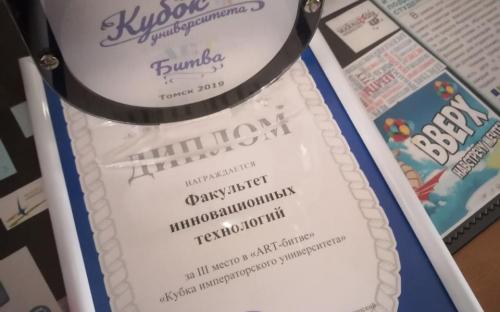 Кубок
университета
Битва
Томск 2019
ДИПЛОМ
НАГРАЖДАЕТСЯ
Факультет
инновационных
технологий
за III место в «ART-битве»
«Кубка императорского университета»
ВВЕРХ